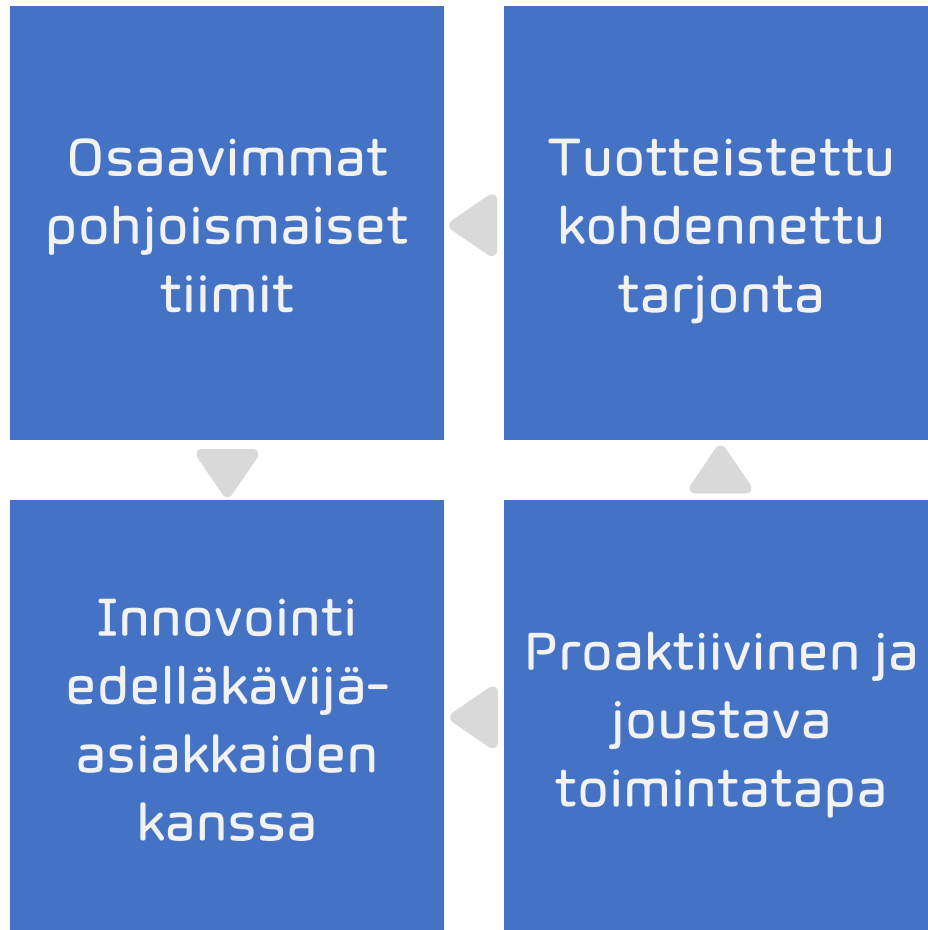 Osaavimmat
pohjoismaiset
tiimit
Tuotteistettu
kohdennettu
tarjonta
Innovointi
edelläkävijä-
asiakkaiden
kanssa
Proaktiivinen ja
joustava
toimintatapa